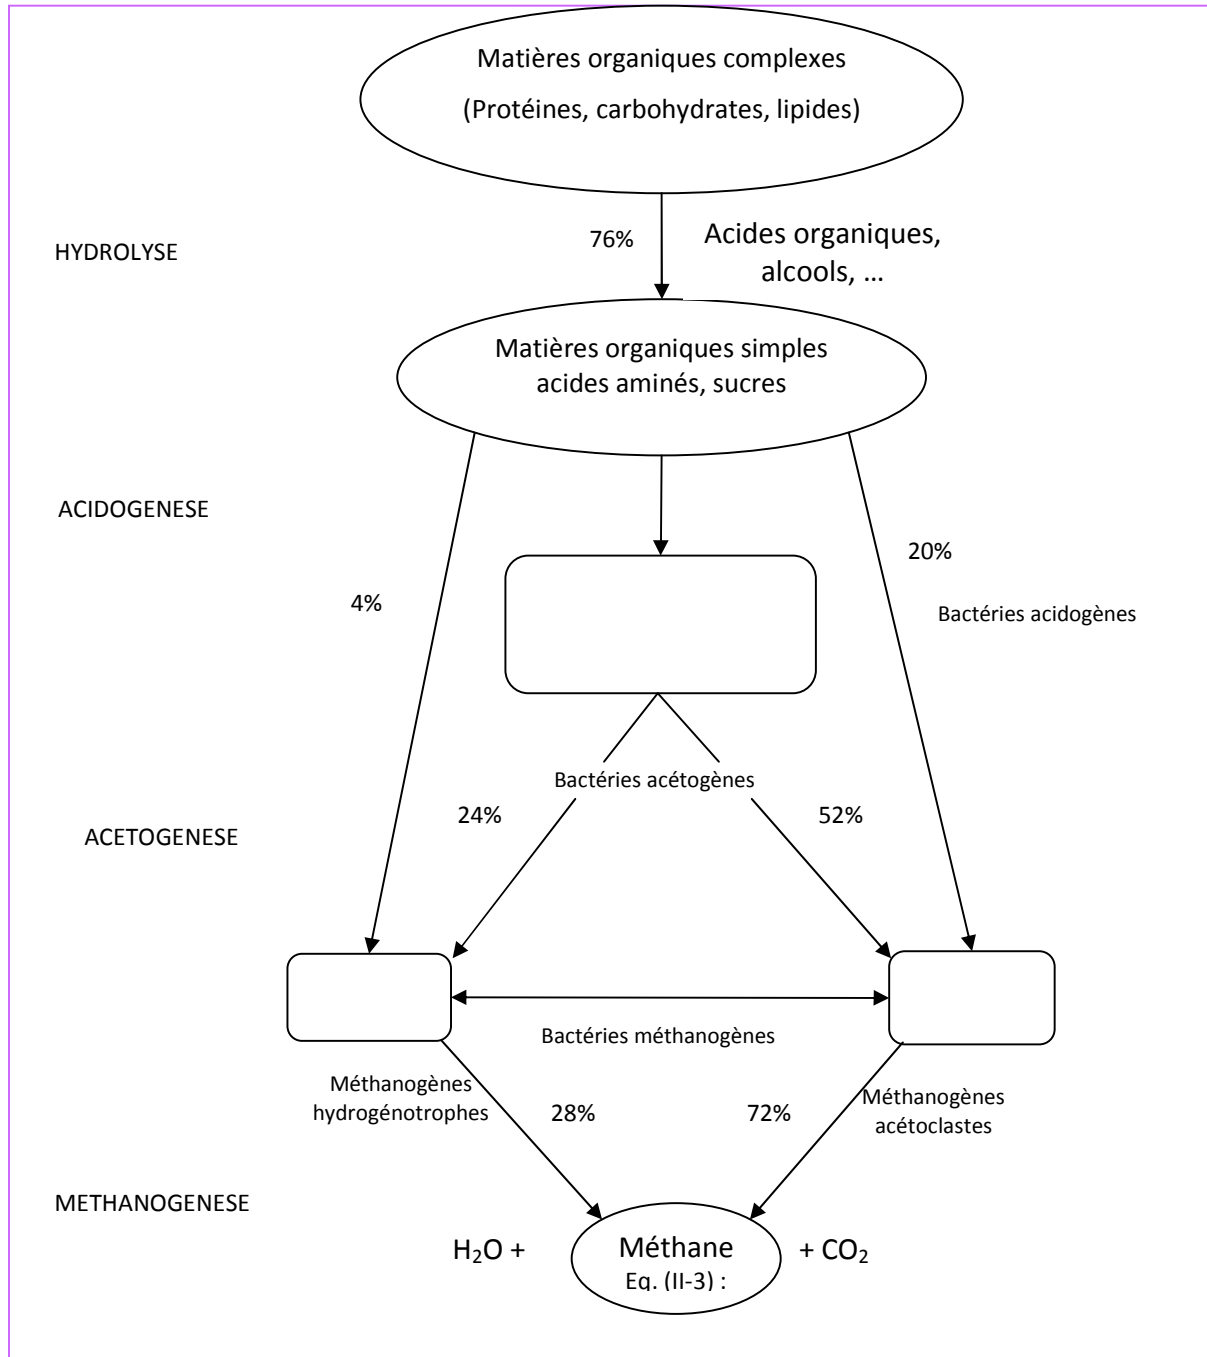 Matières organiques complexes
(Protéines, carbohydrates, lipides)
HYDROLYSE
76%
Acides organiques,
alcools, ...
Matières organiques simples
acides aminés, sucres
ACIDOGENESE
4%
20%
Bactéries acidogènes
Bactéries acétogènes
24%
52%
ACETOGENESE
Bactéries méthanogènes
Méthanogènes
hydrogénotrophes
28%
72%
Méthanogènes
acétoclastes
METHANOGENESE
H₂O +
Méthane
Eq. (II-3) :
+ CO₂